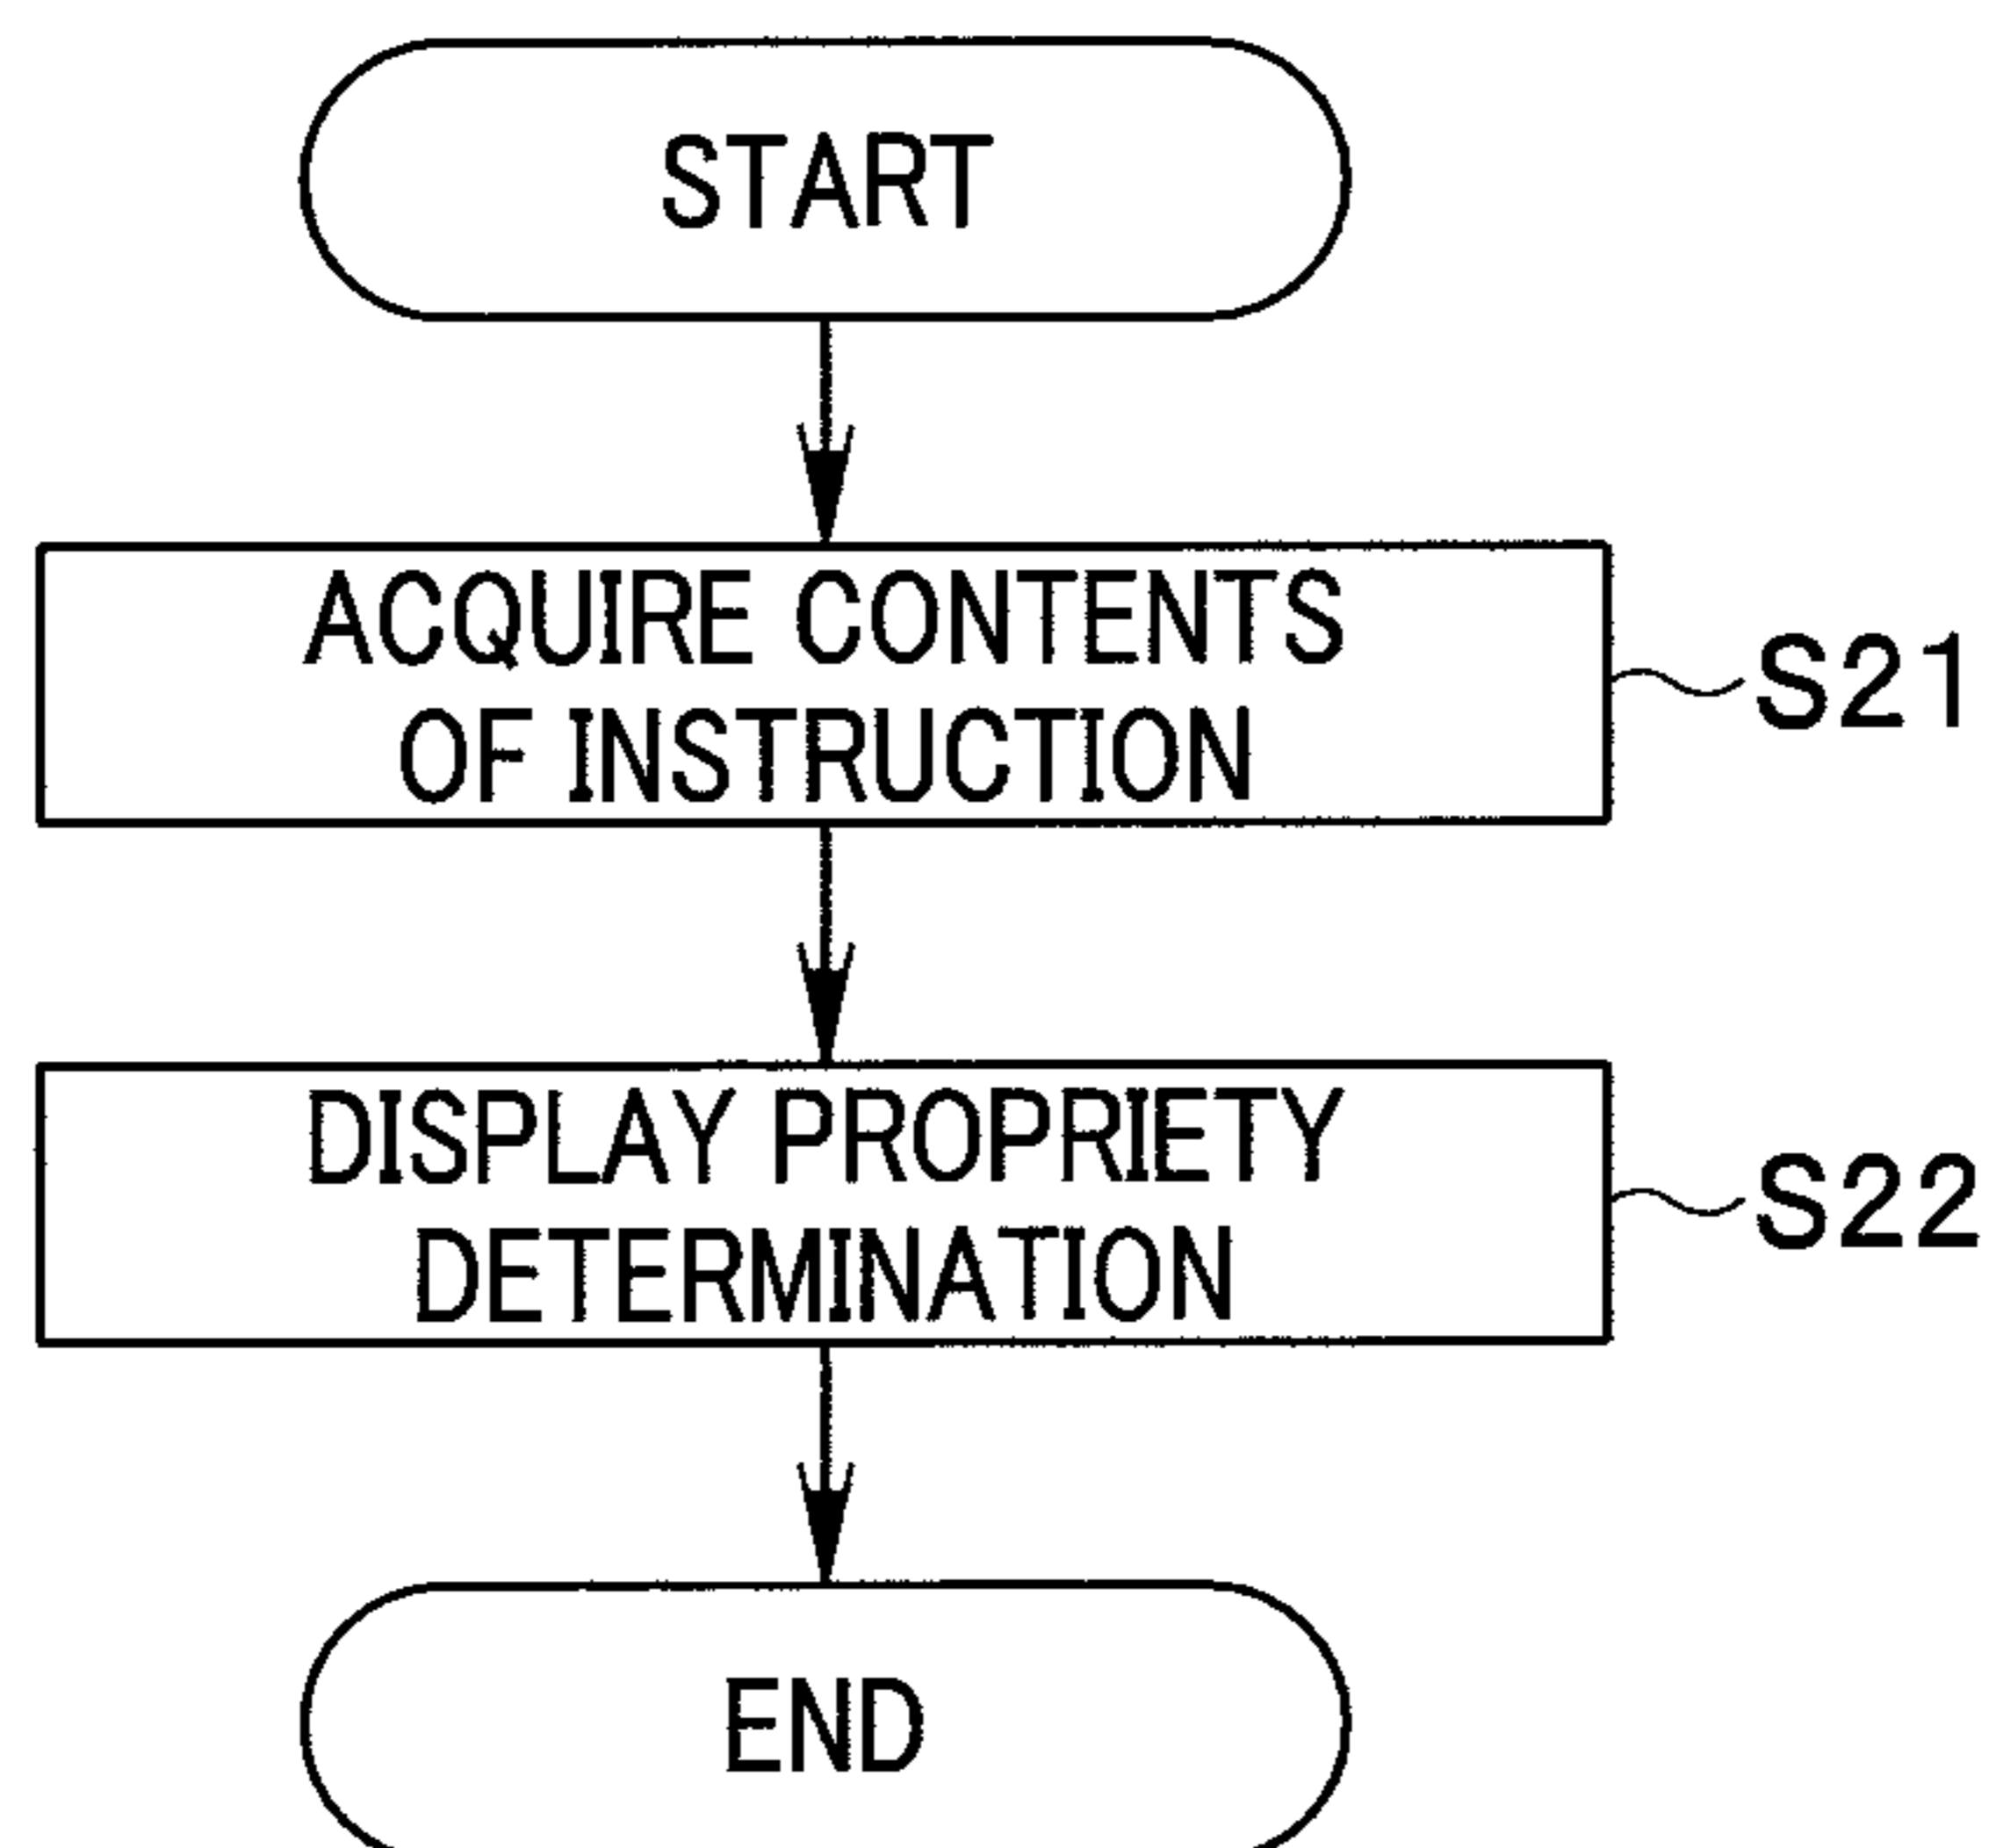 START
ACQUIRE CONTENTS
OF INSTRUCTION
S21
DISPLAY PROPRIETY
DETERMINATION
S22
END